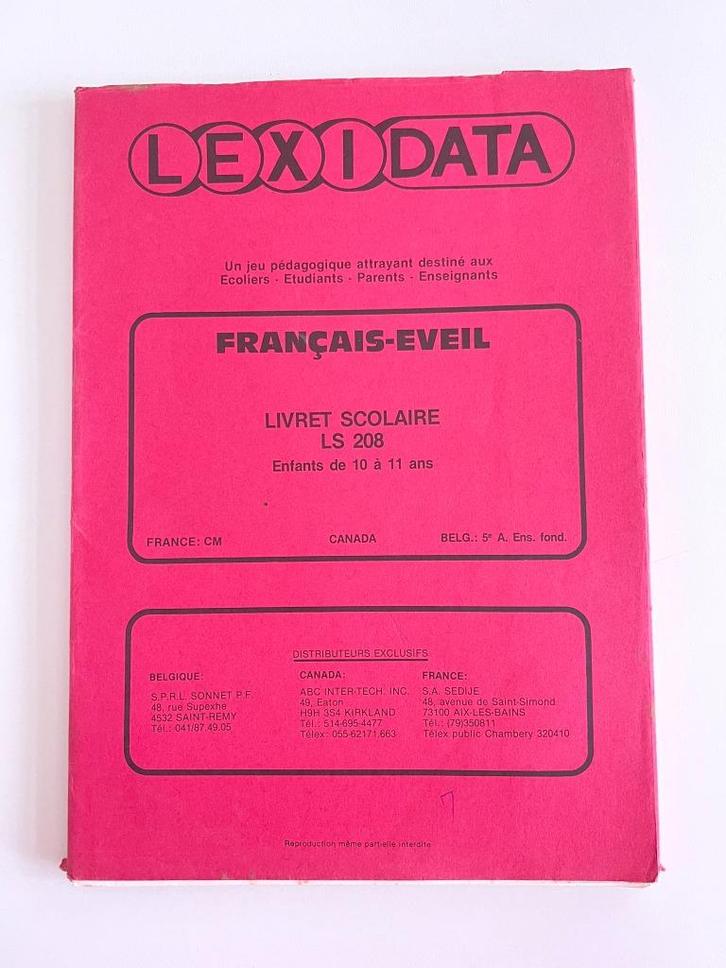 LEXIDATA
Un jeu pédagogique attrayant destiné aux
Ecoliers - Etudiants - Parents - Enseignants
FRANÇAIS-EVEIL
LIVRET SCOLAIRE
LS 208
Enfants de 10 à 11 ans
FRANCE: CM CANADA BELG.: 5e A. Ens. fond.
DISTRIBUTEURS EXCLUSIFS
BELGIQUE:
S.P.R.L. SONNET P.F.
48, rue Supexhe
4532 SAINT-REMY
Tél.: 041/87.49.05
CANADA:
ABC INTER-TECH. INC.
49, Eaton
H9H 3S4 KIRKLAND
Tél.: 514-695-4477
Télex: 055-62171.663
FRANCE:
S.A. SEDIJE
48, avenue de Saint-Simond
73100 AIX-LES-BAINS
Tél.: (79)350811
Télex public Chambery 320410
Reproduction même partielle interdite